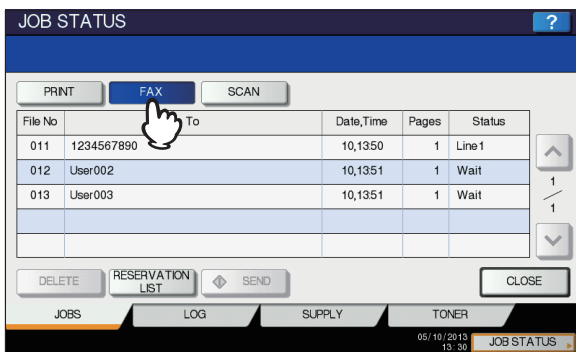 JOB STATUS ?
PRINT FAX SCAN
File No To Date,Time Pages Status
011 1234567890 10,13:50 1 Line1
012 User002 10,13:51 1 Wait
013 User003 10,13:51 1 Wait
1
1
DELETE RESERVATION LIST SEND CLOSE
JOBS LOG SUPPLY TONER
05/10/2013
13:30 JOB STATUS